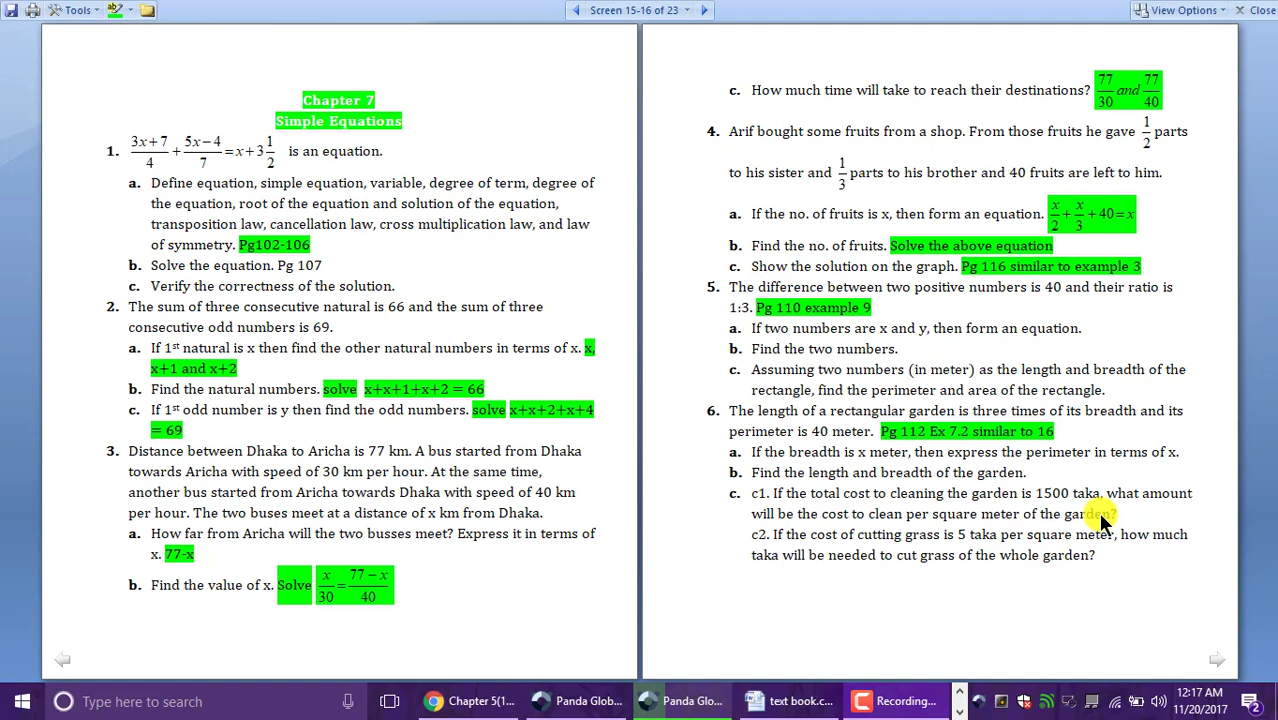 Tools
Screen 15-16 of 23
View Options
Close
Chapter 7
Simple Equations
1. (3x+7)/4 + (5x−4)/7 = x+3 1/2 is an equation.
a. Define equation, simple equation, variable, degree of term, degree of
the equation, root of the equation and solution of the equation,
transposition law, cancellation law, cross multiplication law, and law
of symmetry. Pg102-106
b. Solve the equation. Pg 107
c. Verify the correctness of the solution.
2. The sum of three consecutive natural is 66 and the sum of three
consecutive odd numbers is 69.
a. If 1st natural is x then find the other natural numbers in terms of x. x,
x+1 and x+2
b. Find the natural numbers. solve x+x+1+x+2 = 66
c. If 1st odd number is y then find the odd numbers. solve x+x+2+x+4
= 69
3. Distance between Dhaka to Aricha is 77 km. A bus started from Dhaka
towards Aricha with speed of 30 km per hour. At the same time,
another bus started from Aricha towards Dhaka with speed of 40 km
per hour. The two buses meet at a distance of x km from Dhaka.
a. How far from Aricha will the two busses meet? Express it in terms of
x. 77-x
b. Find the value of x. Solve x/30 = (77−x)/40
c. How much time will take to reach their destinations? 77/30 and 77/40
4. Arif bought some fruits from a shop. From those fruits he gave 1/2 parts
to his sister and 1/3 parts to his brother and 40 fruits are left to him.
a. If the no. of fruits is x, then form an equation. x/2 + x/3 + 40 = x
b. Find the no. of fruits. Solve the above equation
c. Show the solution on the graph. Pg 116 similar to example 3
5. The difference between two positive numbers is 40 and their ratio is
1:3. Pg 110 example 9
a. If two numbers are x and y, then form an equation.
b. Find the two numbers.
c. Assuming two numbers (in meter) as the length and breadth of the
rectangle, find the perimeter and area of the rectangle.
6. The length of a rectangular garden is three times of its breadth and its
perimeter is 40 meter. Pg 112 Ex 7.2 similar to 16
a. If the breadth is x meter, then express the perimeter in terms of x.
b. Find the length and breadth of the garden.
c. c1. If the total cost to cleaning the garden is 1500 taka, what amount
will be the cost to clean per square meter of the garden?
c2. If the cost of cutting grass is 5 taka per square meter, how much
taka will be needed to cut grass of the whole garden?
Type here to search
Chapter 5(1...
Panda Glob...
Panda Glo...
text book.c...
Recording...
12:17 AM
11/20/2017
2